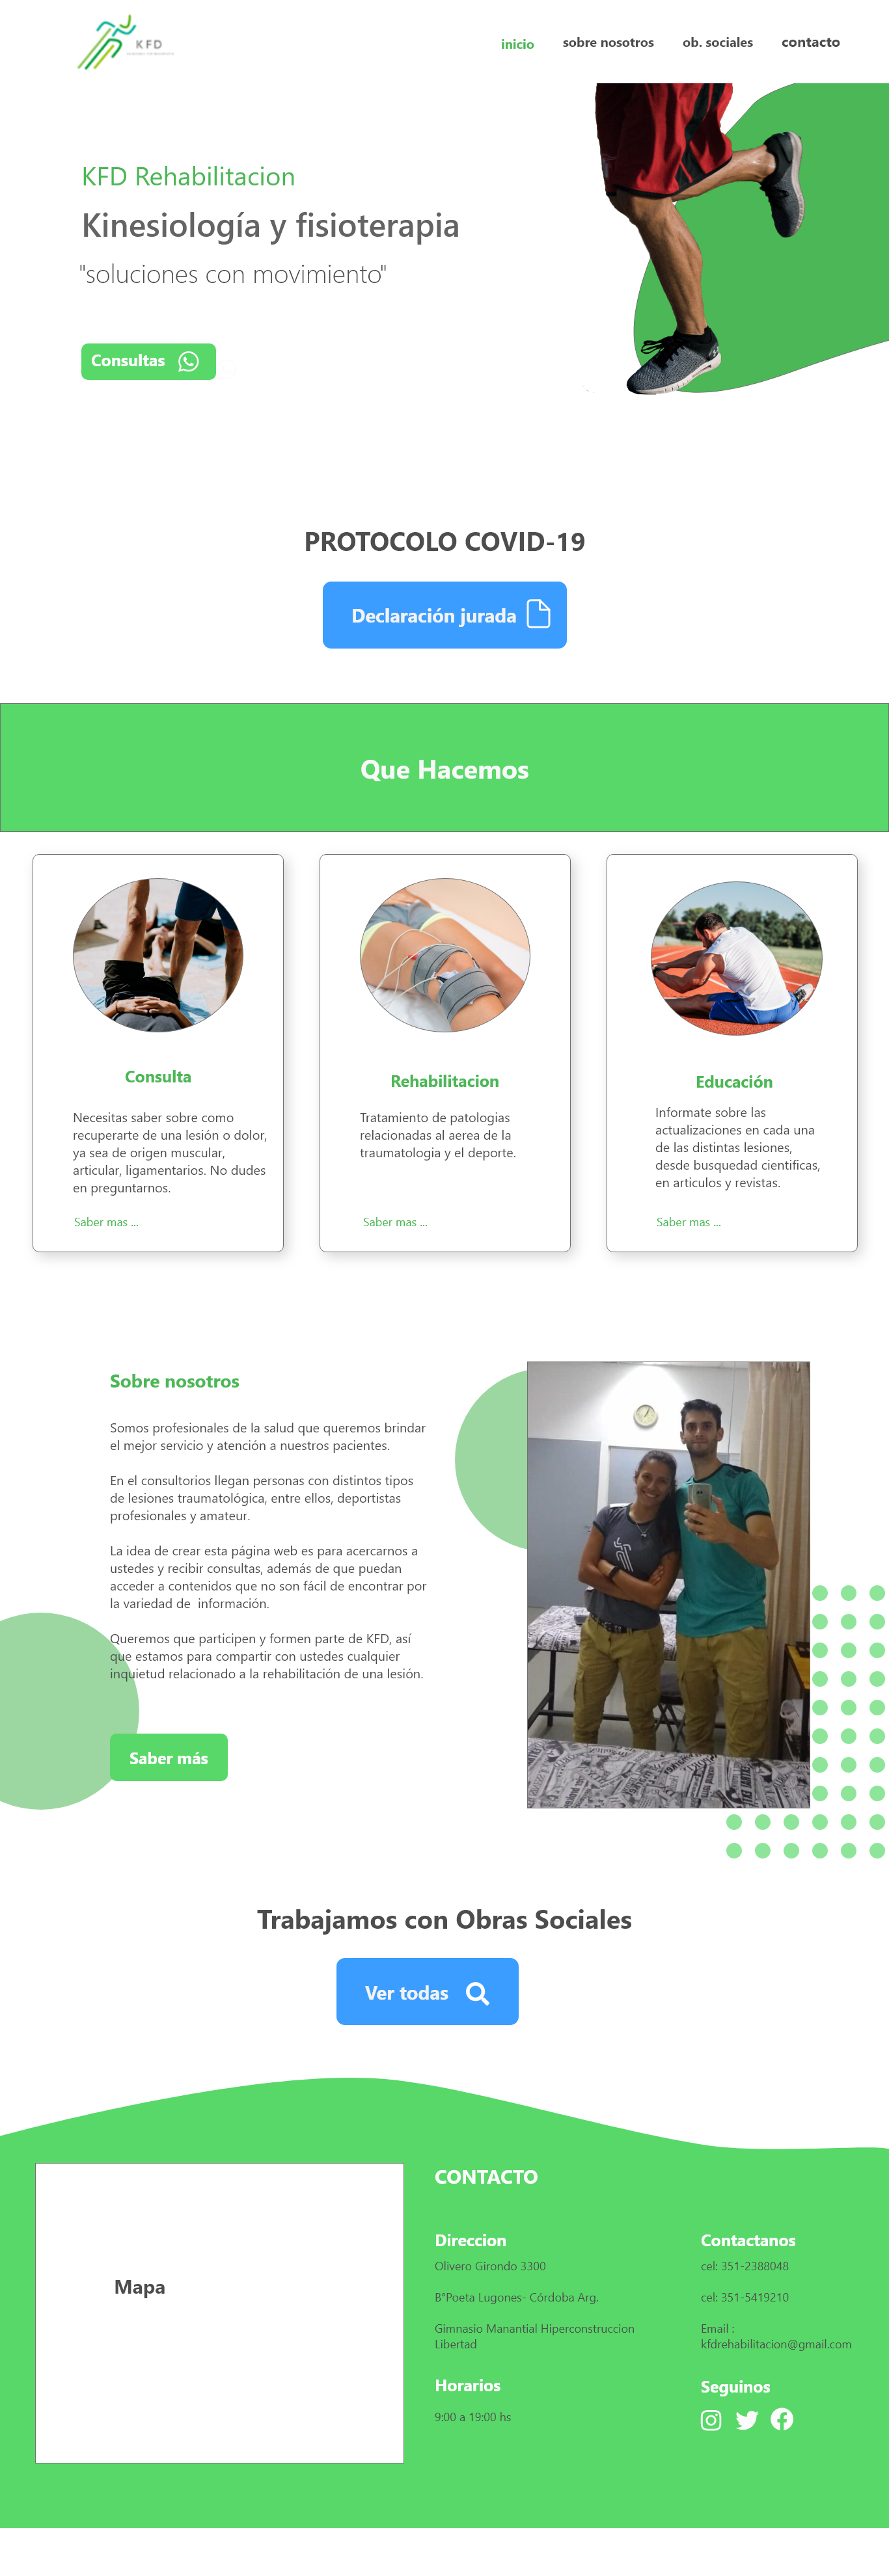 KFD
inicio
sobre nosotros
ob. sociales
contacto
KFD Rehabilitacion
Kinesiología y fisioterapia
"soluciones con movimiento"
Consultas
PROTOCOLO COVID-19
Declaración jurada
Que Hacemos
Consulta
Necesitas saber sobre como
recuperarte de una lesión o dolor,
ya sea de origen muscular,
articular, ligamentarios. No dudes
en preguntarnos.
Saber mas ...
Rehabilitacion
Tratamiento de patologias
relacionadas al aerea de la
traumatologia y el deporte.
Saber mas ...
Educación
Informate sobre las
actualizaciones en cada una
de las distintas lesiones,
desde busquedad cientificas,
en articulos y revistas.
Saber mas ...
Sobre nosotros
Somos profesionales de la salud que queremos brindar
el mejor servicio y atención a nuestros pacientes.
En el consultorios llegan personas con distintos tipos
de lesiones traumatológica, entre ellos, deportistas
profesionales y amateur.
La idea de crear esta página web es para acercarnos a
ustedes y recibir consultas, además de que puedan
acceder a contenidos que no son fácil de encontrar por
la variedad de  información.
Queremos que participen y formen parte de KFD, así
que estamos para compartir con ustedes cualquier
inquietud relacionado a la rehabilitación de una lesión.
Saber más
Trabajamos con Obras Sociales
Ver todas
Mapa
CONTACTO
Direccion
Olivero Girondo 3300
B°Poeta Lugones- Córdoba Arg.
Gimnasio Manantial Hiperconstruccion
Libertad
Horarios
9:00 a 19:00 hs
Contactanos
cel: 351-2388048
cel: 351-5419210
Email :
kfdrehabilitacion@gmail.com
Seguinos